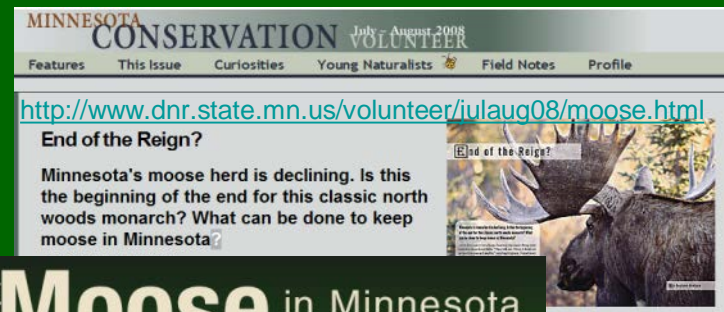 MINNESOTA
CONSERVATION VOLUNTEER
July - August 2008
Features This Issue Curiosities Young Naturalists Field Notes Profile
http://www.dnr.state.mn.us/volunteer/julaug08/moose.html
End of the Reign?
Minnesota's moose herd is declining. Is this
the beginning of the end for this classic north
woods monarch? What can be done to keep
moose in Minnesota?
End of the Reign?
Moose in Minnesota